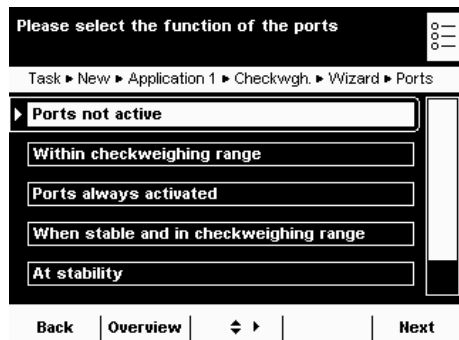 Please select the function of the ports
Task ▸ New ▸ Application 1 ▸ Checkwgh. ▸ Wizard ▸ Ports
Ports not active
Within checkweighing range
Ports always activated
When stable and in checkweighing range
At stability
Back Overview Next